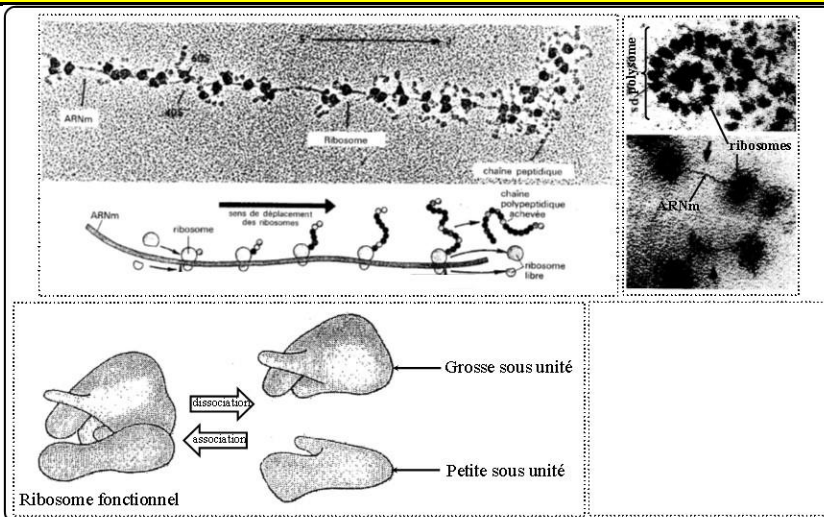 60S
ARNm
40S
Ribosome
chaîne peptidique
polysome
ribosomes
ARNm
ARNm
ribosome
sens de déplacement
des ribosomes
chaîne
polypeptidique
achevée
ribosome
libre
dissociation
association
Grosse sous unité
Petite sous unité
Ribosome fonctionnel